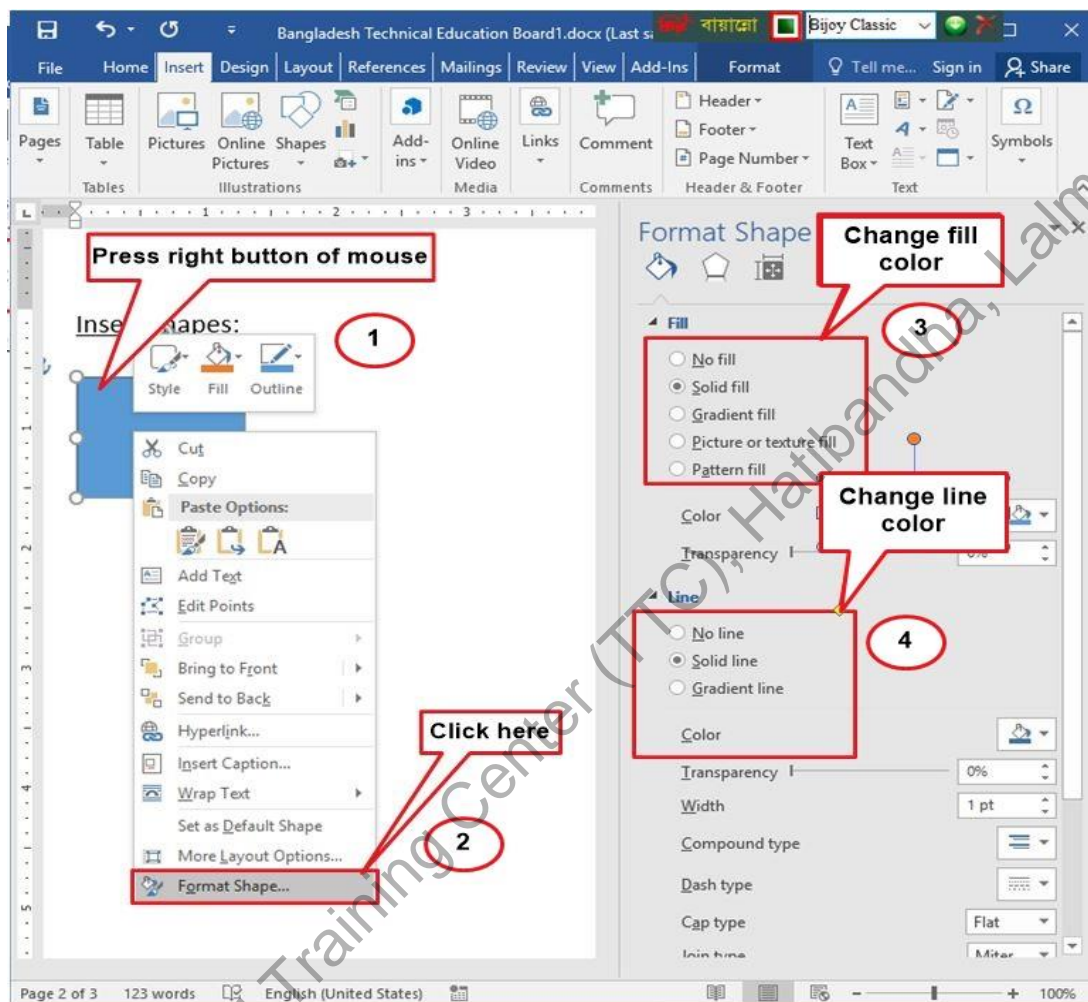 Bangladesh Technical Education Board1.docx (Last sa
বায়ান্নো
Bijoy Classic
File Home Insert Design Layout References Mailings Review View Add-Ins Format Tell me... Sign in Share
Pages
Table
Pictures
Online Pictures
Shapes
Add-ins
Online Video
Links
Comment
Header
Footer
Page Number
Text Box
Symbols
Tables Illustrations Media Comments Header & Footer Text
1 2 3
Press right button of mouse
1
Style Fill Outline
Cut
Copy
Paste Options:
Add Text
Edit Points
Group
Bring to Front
Send to Back
Hyperlink...
Insert Caption...
Wrap Text
Set as Default Shape
More Layout Options...
Format Shape...
Click here
2
Format Shape
Change fill color
3
Fill
No fill
Solid fill
Gradient fill
Picture or texture fill
Pattern fill
Color
Transparency
Change line color
4
Line
No line
Solid line
Gradient line
Color
Transparency 0%
Width 1 pt
Compound type
Dash type
Cap type Flat
Join type Miter
Page 2 of 3 123 words English (United States) 100%
Training Center (TTC), Hatibandha, Lalm